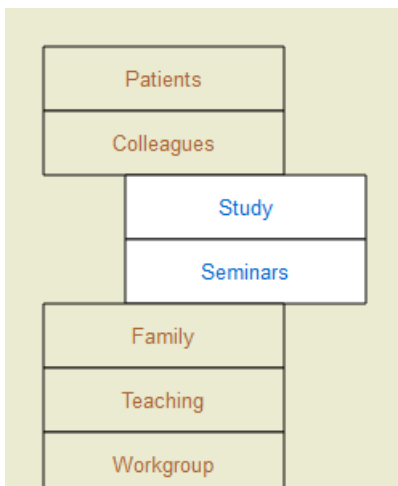 Patients
Colleagues
Study
Seminars
Family
Teaching
Workgroup